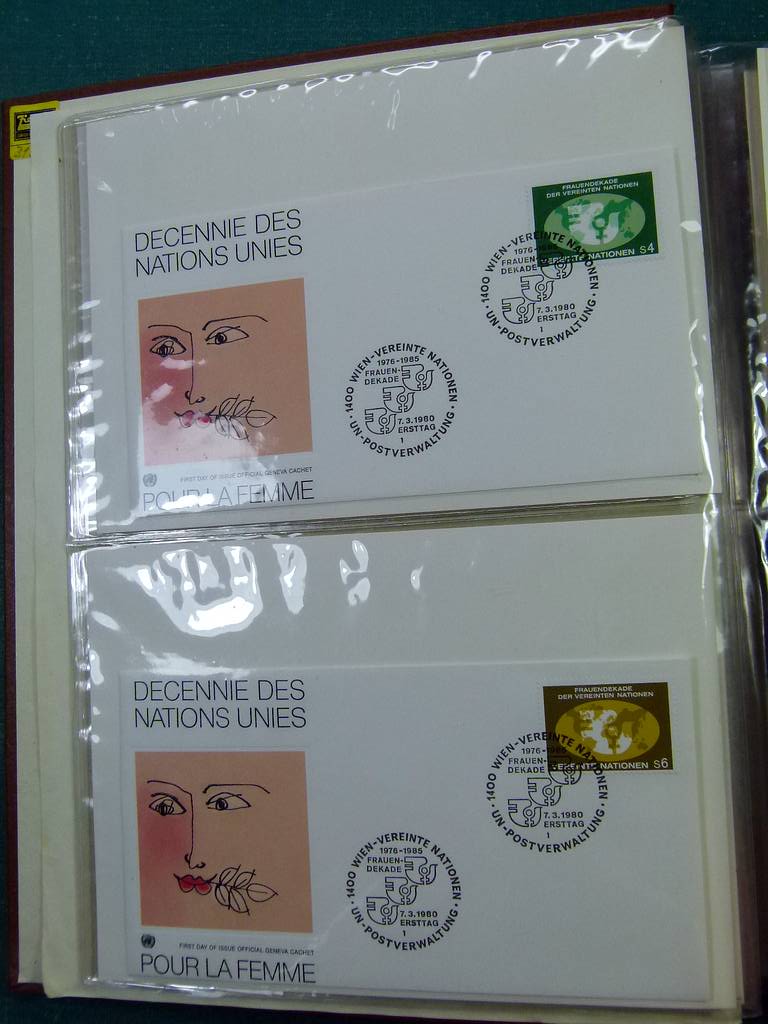 DECENNIE DES
NATIONS UNIES
FIRST DAY OF ISSUE OFFICIAL GENEVA CACHET
POUR LA FEMME
FRAUENDEKADE
DER VEREINTEN NATIONEN
VEREINTE NATIONEN S4
1400 WIEN-VEREINTE NATIONEN
1976-1985
FRAUEN-
DEKADE
7.3.1980
ERSTTAG
1
UN-POSTVERWALTUNG
1400 WIEN-VEREINTE NATIONEN
1976-1985
FRAUEN-
DEKADE
7.3.1980
ERSTTAG
1
UN-POSTVERWALTUNG
DECENNIE DES
NATIONS UNIES
FIRST DAY OF ISSUE OFFICIAL GENEVA CACHET
POUR LA FEMME
FRAUENDEKADE
DER VEREINTEN NATIONEN
VEREINTE NATIONEN S6
1400 WIEN-VEREINTE NATIONEN
1976-1985
FRAUEN-
DEKADE
7.3.1980
ERSTTAG
1
UN-POSTVERWALTUNG
1400 WIEN-VEREINTE NATIONEN
1976-1985
FRAUEN-
DEKADE
7.3.1980
ERSTTAG
1
UN-POSTVERWALTUNG